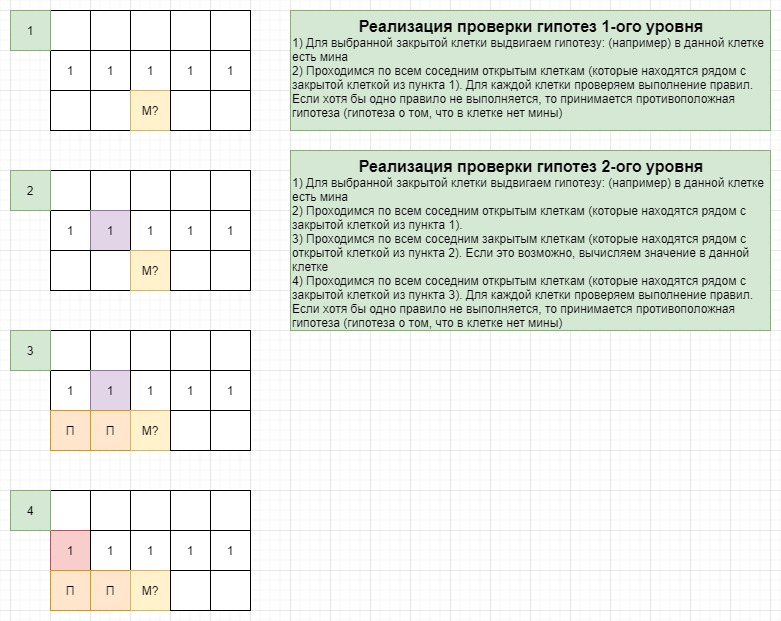 1
1 1 1 1 1
М?
Реализация проверки гипотез 1-ого уровня
1) Для выбранной закрытой клетки выдвигаем гипотезу: (например) в данной клетке
есть мина
2) Проходимся по всем соседним открытым клеткам (которые находятся рядом с
закрытой клеткой из пункта 1). Для каждой клетки проверяем выполнение правил.
Если хотя бы одно правило не выполняется, то принимается противоположная
гипотеза (гипотеза о том, что в клетке нет мины)
2
1 1 1 1 1
М?
Реализация проверки гипотез 2-ого уровня
1) Для выбранной закрытой клетки выдвигаем гипотезу: (например) в данной клетке
есть мина
2) Проходимся по всем соседним открытым клеткам (которые находятся рядом с
закрытой клеткой из пункта 1).
3) Проходимся по всем соседним закрытым клеткам (которые находятся рядом с
открытой клеткой из пункта 2). Если это возможно, вычисляем значение в данной
клетке
4) Проходимся по всем соседним открытым клеткам (которые находятся рядом с
закрытой клеткой из пункта 3). Для каждой клетки проверяем выполнение правил.
Если хотя бы одно правило не выполняется, то принимается противоположная
гипотеза (гипотеза о том, что в клетке нет мины)
3
1 1 1 1 1
П П М?
4
1 1 1 1 1
П П М?